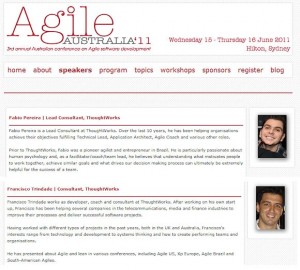 Agile
AUSTRALIA'11
3rd annual Australian conference on Agile software development
Wednesday 15 - Thursday 16 June 2011
Hilton, Sydney
home about speakers program topics workshops sponsors register blog
Fabio Pereira | Lead Consultant, ThoughtWorks
Fabio Pereira is a Lead Consultant at ThoughtWorks. Over the last 10 years, he has been helping organisations
achieve their objectives fulfilling Technical Lead, Application Architect, Agile Coach and various other roles.
Prior to ThoughtWorks, Fabio was a pioneer agilist and entrepreneur in Brazil. He is particularly passionate about
human psychology and, as a facilitator/coach/team lead, he believes that understanding what motivates people
to work together, achieve similar goals and what drives our decision making process can ultimately be extremely
helpful for the success of a team.
Francisco Trindade | Consultant, ThoughtWorks
Francisco Trindade works as developer, coach and consultant at ThoughtWorks. After working on his own start
up, Francisco has been helping several companies in the telecommunications, media and finance industries to
improve their processes and deliver successful software projects.
Having worked with different types of projects in the past years, both in the UK and Australia, Francisco's
interests range from technology and development to systems thinking and how to create performing teams and
organisations.
He has presented about Agile and lean in various conferences, including Agile UK, Xp Europe, Agile Brazil and
South-American Agiles.